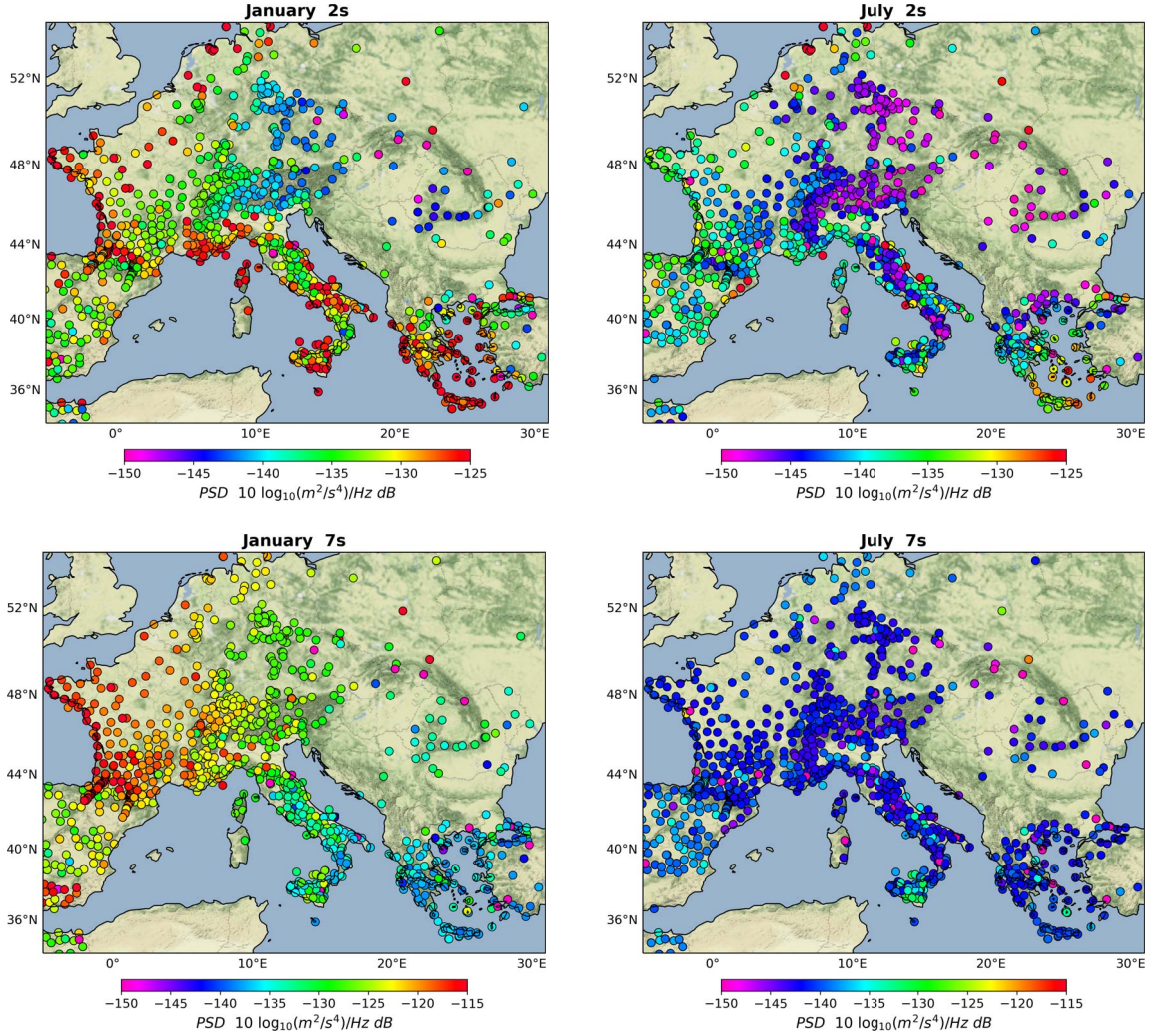 January 2s
52°N
48°N
44°N
40°N
36°N
0° 10°E 20°E 30°E
−150 −145 −140 −135 −130 −125
PSD 10 log10(m²/s⁴)/Hz dB
July 2s
52°N
48°N
44°N
40°N
36°N
0° 10°E 20°E 30°E
−150 −145 −140 −135 −130 −125
PSD 10 log₁₀(m²/s⁴)/Hz dB
January 7s
52°N
48°N
44°N
40°N
36°N
0° 10°E 20°E 30°E
−150 −145 −140 −135 −130 −125 −120 −115
PSD 10 log₁₀(m²/s⁴)/Hz dB
July 7s
52°N
48°N
44°N
40°N
36°N
0° 10°E 20°E 30°E
−150 −145 −140 −135 −130 −125 −120 −115
PSD 10 log₁₀(m²/s⁴)/Hz dB